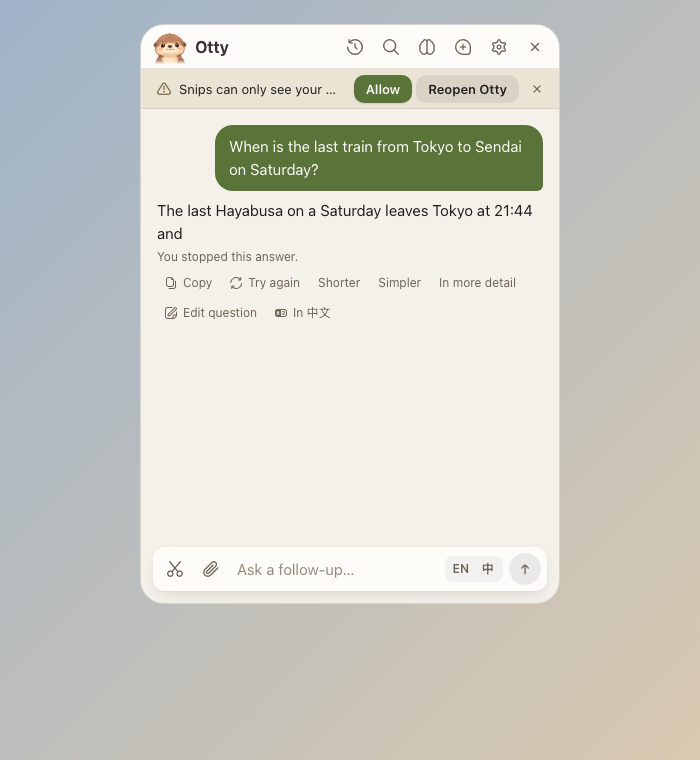 Otty
Snips can only see your ...
Allow
Reopen Otty
When is the last train from Tokyo to Sendai
on Saturday?
The last Hayabusa on a Saturday leaves Tokyo at 21:44
and
You stopped this answer.
Copy
Try again
Shorter
Simpler
In more detail
Edit question
In 中文
Ask a follow-up...
EN 中